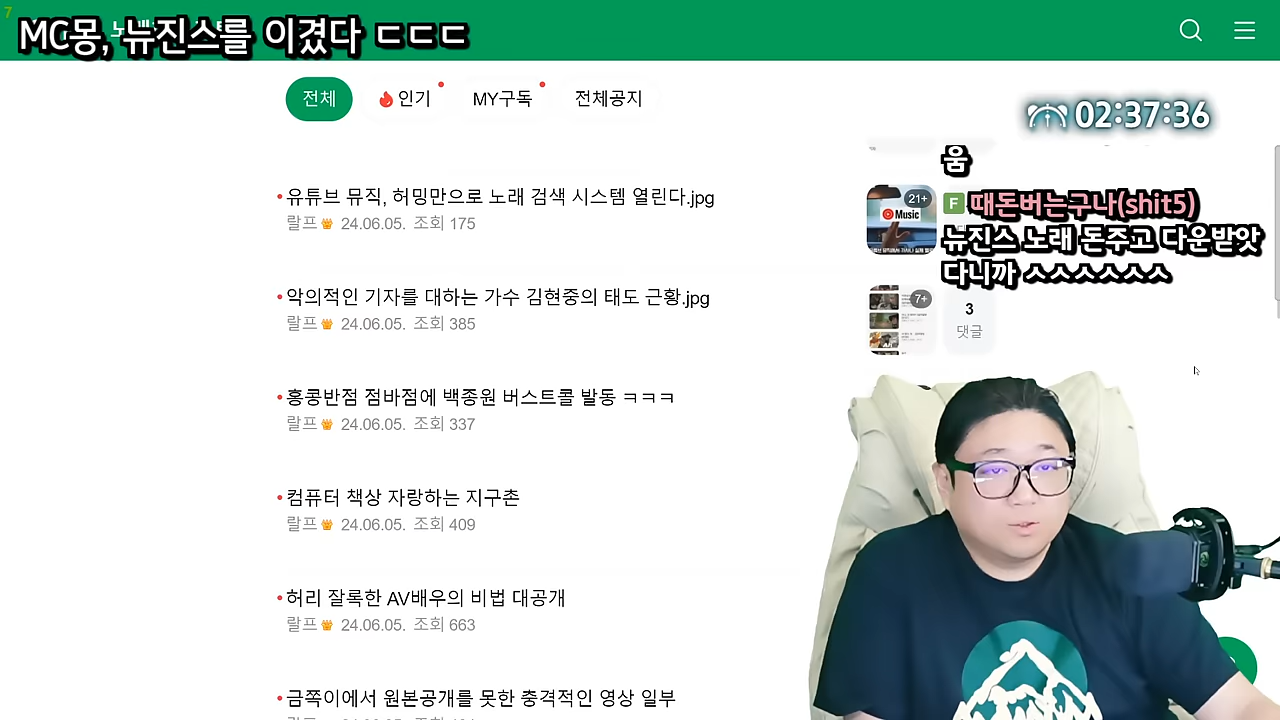 7
MC몽, 뉴진스를 이겼다 ㄷㄷㄷ
전체
인기
MY구독
전체공지
02:37:36
움
F 때돈버는구나(shit5)
뉴진스 노래 돈주고 다운받앗
다니까 ㅅㅅㅅㅅㅅㅅ
유튜브 뮤직, 허밍만으로 노래 검색 시스템 열린다.jpg
랄프 24.06.05. 조회 175
21+
Music
악의적인 기자를 대하는 가수 김현중의 태도 근황.jpg
랄프 24.06.05. 조회 385
7+
3
댓글
홍콩반점 점바점에 백종원 버스트콜 발동 ㅋㅋㅋ
랄프 24.06.05. 조회 337
컴퓨터 책상 자랑하는 지구촌
랄프 24.06.05. 조회 409
허리 잘록한 AV배우의 비법 대공개
랄프 24.06.05. 조회 663
금쪽이에서 원본공개를 못한 충격적인 영상 일부